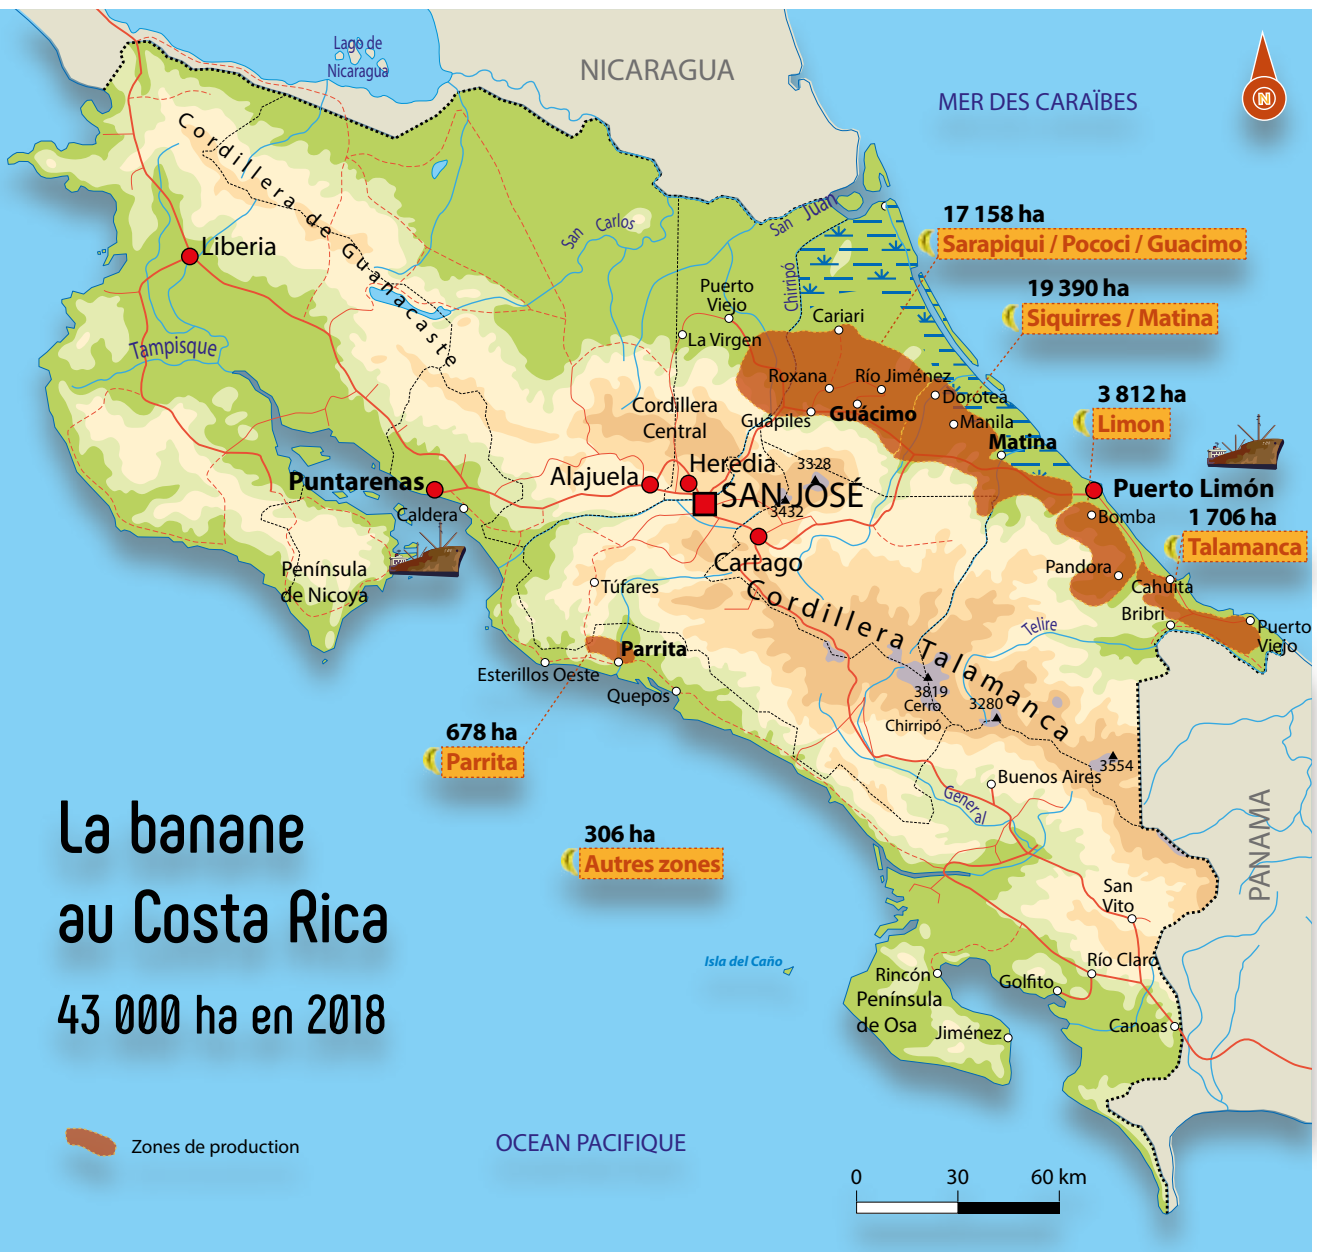 Lago de
Nicaragua
NICARAGUA
MER DES CARAÏBES
N
Cordillera de Guanacaste
San Carlos
San Juan
Chirripó
17 158 ha
Sarapiqui / Pococi / Guacimo
Liberia
19 390 ha
Siquirres / Matina
Puerto
Viejo
Cariari
La Virgen
Tampisque
Roxana
Río Jiménez
Dorotea
3 812 ha
Limon
Cordillera
Central
Guápiles
Guácimo
Manila
Matina
Heredia
3328
Alajuela
Puntarenas
SAN JOSÉ
3432
Puerto Limón
Caldera
Bomba
1 706 ha
Talamanca
Cartago
Península
de Nicoya
Pandora
Cahuita
Túfares
Cordillera Talamanca
Bribri
Telire
Puerto
Viejo
Parrita
Esterillos Oeste
Quepos
3819
Cerro
Chirripó
3280
678 ha
Parrita
3554
Buenos Aires
General
PANAMA
306 ha
Autres zones
La banane
au Costa Rica
43 000 ha en 2018
San
Vito
Isla del Caño
Rincón
Río Claro
Golfito
Península
de Osa
Jiménez
Canoas
Zones de production
OCEAN PACIFIQUE
0 30 60 km